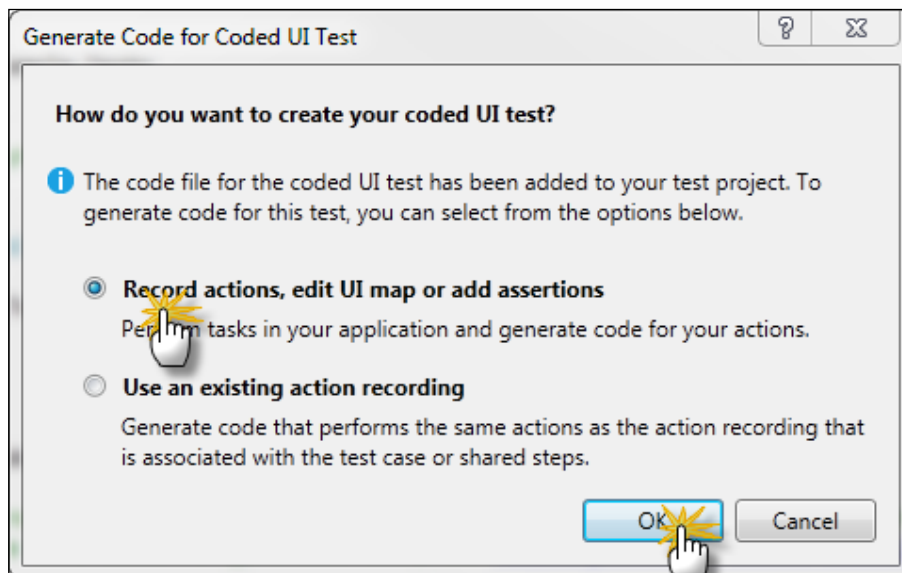 Generate Code for Coded UI Test
How do you want to create your coded UI test?
The code file for the coded UI test has been added to your test project. To
generate code for this test, you can select from the options below.
Record actions, edit UI map or add assertions
Perform tasks in your application and generate code for your actions.
Use an existing action recording
Generate code that performs the same actions as the action recording that
is associated with the test case or shared steps.
OK
Cancel